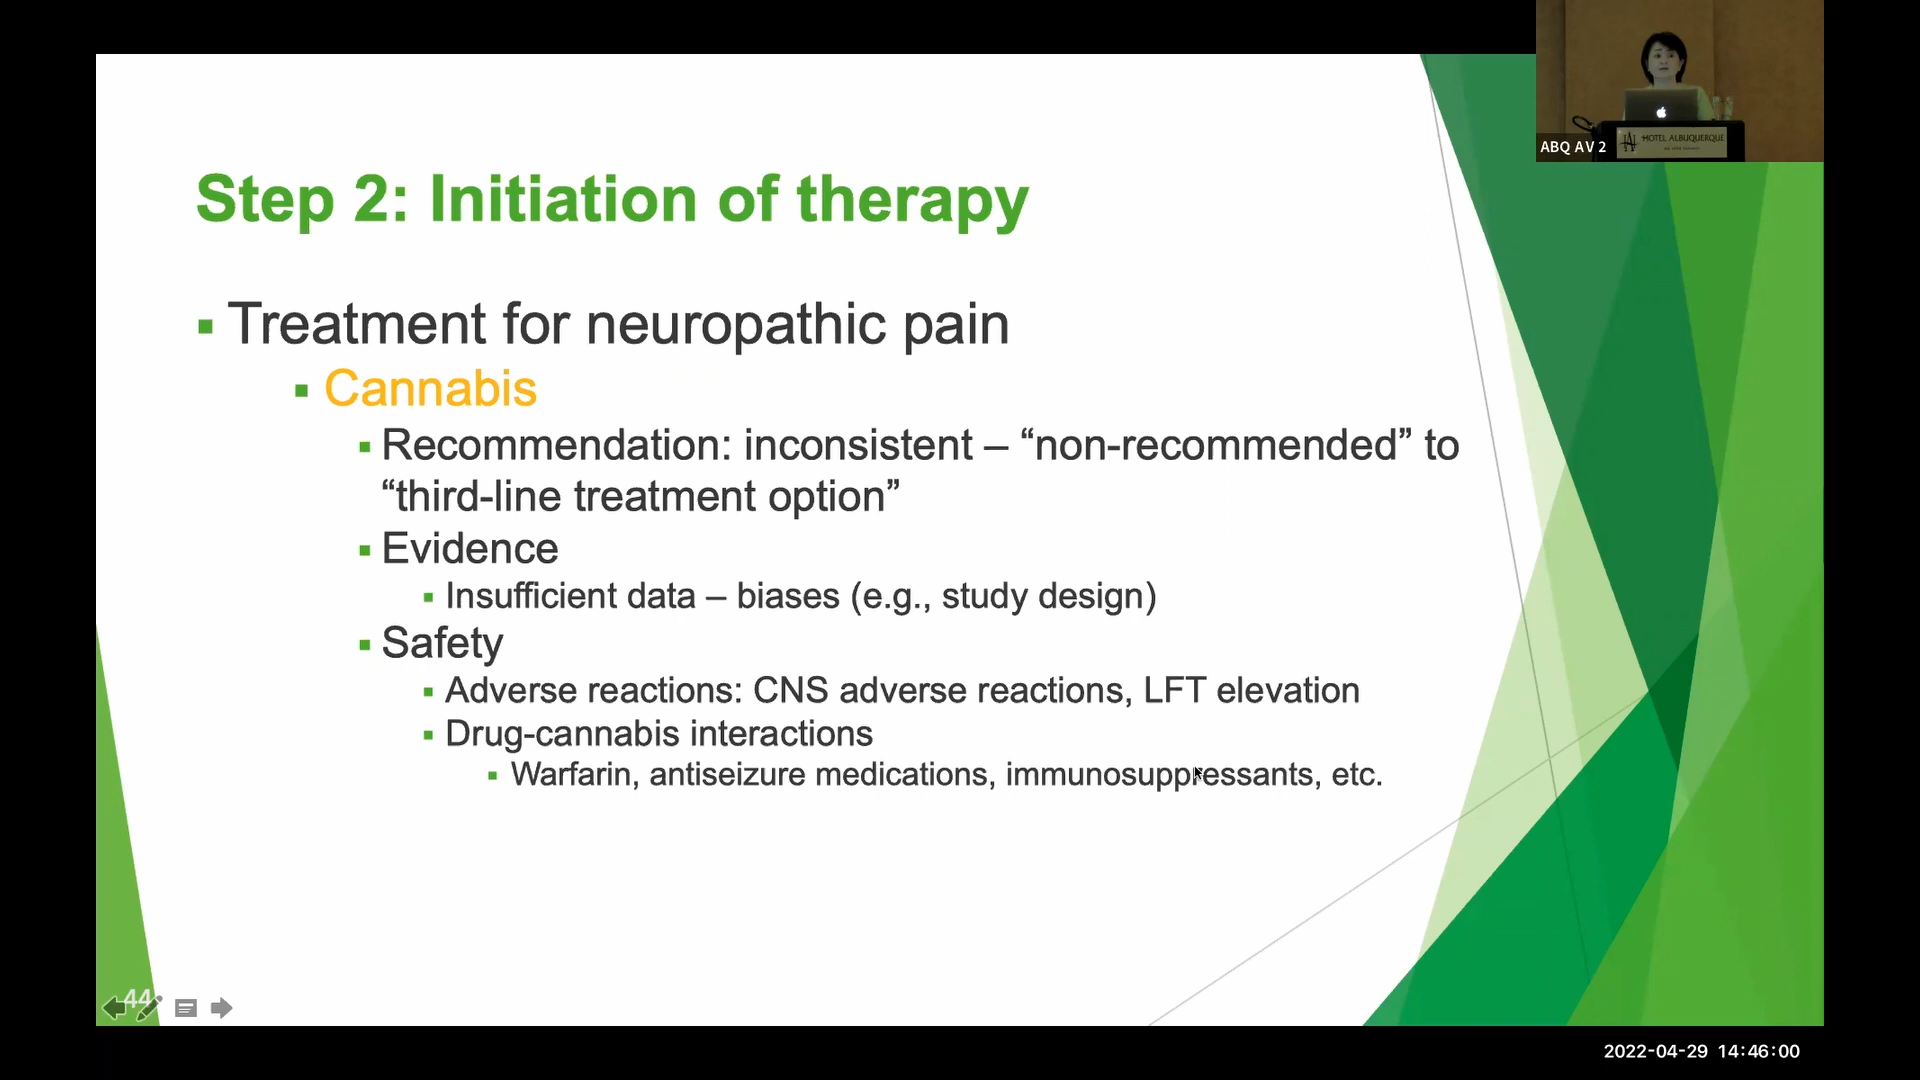 ABQ AV 2
HOTEL ALBUQUERQUE
Step 2: Initiation of therapy
Treatment for neuropathic pain
Cannabis
Recommendation: inconsistent – “non-recommended” to
“third-line treatment option”
Evidence
Insufficient data – biases (e.g., study design)
Safety
Adverse reactions: CNS adverse reactions, LFT elevation
Drug-cannabis interactions
Warfarin, antiseizure medications, immunosuppressants, etc.
44
2022-04-29 14:46:00